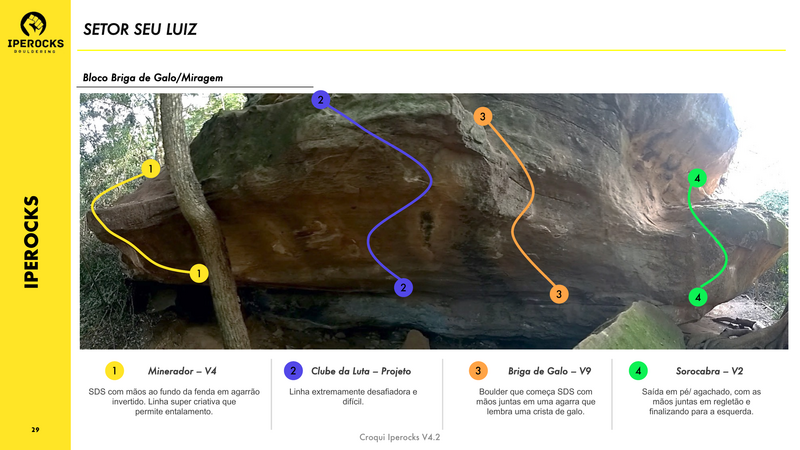 IPEROCKS
BOULDERING
SETOR SEU LUIZ
Bloco Briga de Galo/Miragem
IPEROCKS
2
3
1
4
1
2
3
4
1 Minerador – V4
SDS com mãos ao fundo da fenda em agarrão
invertido. Linha super criativa que
permite entalamento.
2 Clube da Luta – Projeto
Linha extremamente desafiadora e
difícil.
3 Briga de Galo – V9
Boulder que começa SDS com
mãos juntas em uma agarra que
lembra uma crista de galo.
4 Sorocabra – V2
Saída em pé/ agachado, com as
mãos juntas em regletão e
finalizando para a esquerda.
29
Croqui Iperocks V4.2